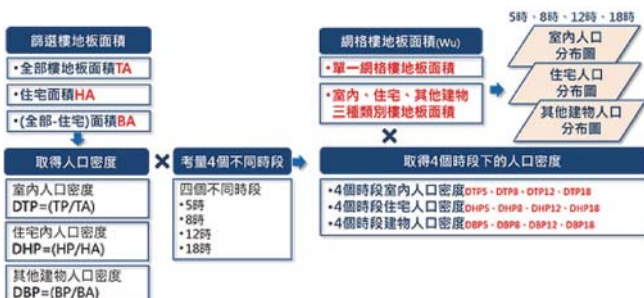 篩選樓地板面積
•全部樓地板面積TA
•住宅面積HA
•(全部-住宅)面積BA
取得人口密度
室內人口密度
DTP=(TP/TA)
住宅內人口密度
DHP=(HP/HA)
其他建物人口密度
DBP=(BP/BA)
×
考量4個不同時段
四個不同時段
•5時
•8時
•12時
•18時
網格樓地板面積(Wu)
•單一網格樓地板面積
•室內、住宅、其他建物
三種類別樓地板面積
×
取得4個時段下的人口密度
•4個時段室內人口密度DTP5、DTP8、DTP12、DTP18
•4個時段住宅人口密度DHP5、DHP8、DHP12、DHP18
•4個時段建物人口密度DBP5、DBP8、DBP12、DBP18
5時、8時、12時、18時
室內人口
分布圖
住宅人口
分布圖
其他建物人口
分布圖